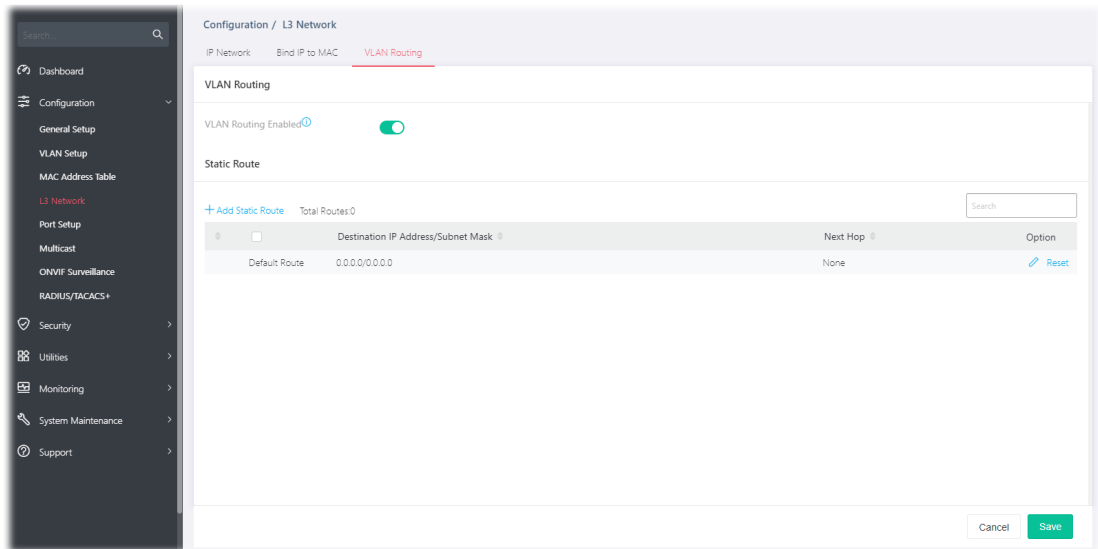 Search...
Dashboard
Configuration
General Setup
VLAN Setup
MAC Address Table
L3 Network
Port Setup
Multicast
ONVIF Surveillance
RADIUS/TACACS+
Security
Utilities
Monitoring
System Maintenance
Support
Configuration / L3 Network
IP Network Bind IP to MAC VLAN Routing
VLAN Routing
VLAN Routing Enabled
Static Route
+ Add Static Route Total Routes:0 Search
Destination IP Address/Subnet Mask Next Hop Option
Default Route 0.0.0.0/0.0.0.0 None Reset
Cancel Save